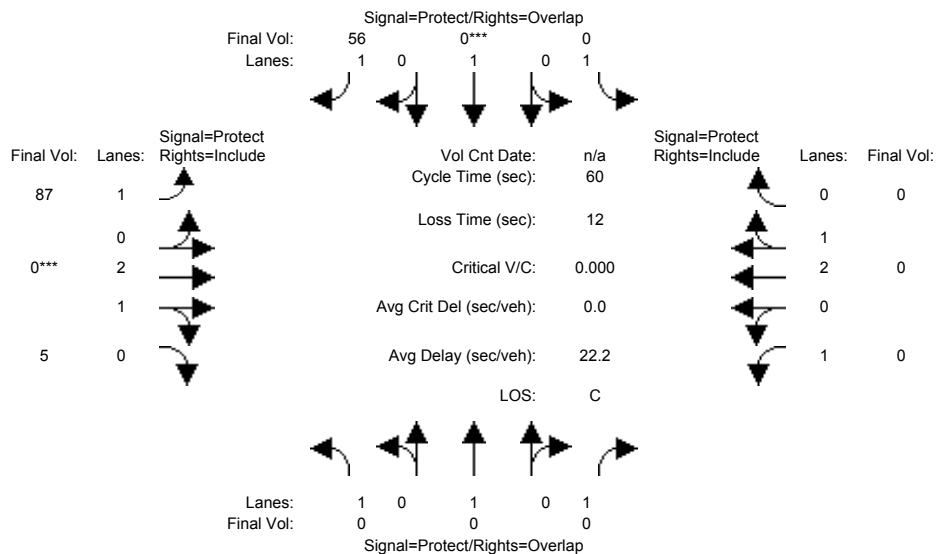 Signal=Protect/Rights=Overlap
Final Vol: 56 0*** 0
Lanes: 1 0 1 0 1
Signal=Protect
Rights=Include
Final Vol: Lanes:
Vol Cnt Date: n/a
Signal=Protect
Rights=Include
Lanes: Final Vol:
Cycle Time (sec): 60
87 1
0 0
Loss Time (sec): 12
0
1
0*** 2
Critical V/C: 0.000
2 0
1
Avg Crit Del (sec/veh): 0.0
0
5 0
Avg Delay (sec/veh): 22.2
1 0
LOS: C
Lanes: 1 0 1 0 1
Final Vol: 0 0 0
Signal=Protect/Rights=Overlap